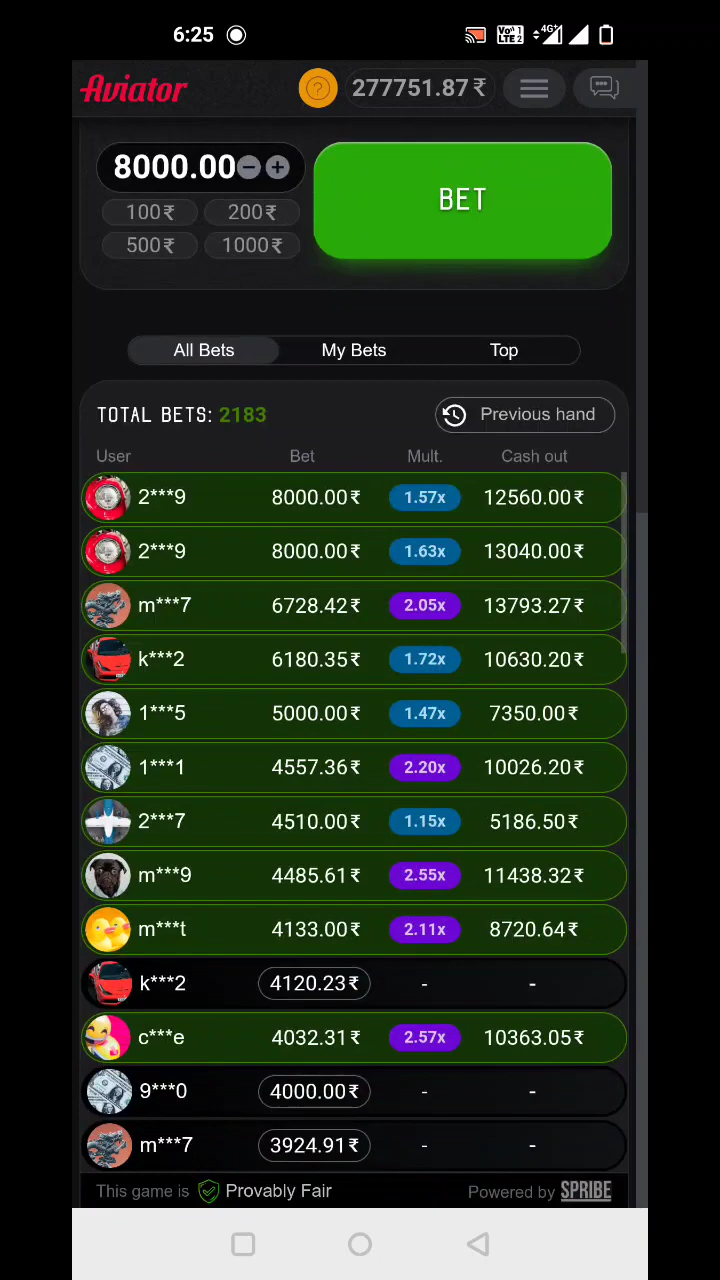 6:25
Vo 1 LTE 2 4G+
Aviator ? 277751.87 ₹
8000.00 − +
100₹ 200₹
500₹ 1000₹
BET
All Bets My Bets Top
TOTAL BETS: 2183 Previous hand
User Bet Mult. Cash out
2***9 8000.00₹ 1.57x 12560.00₹
2***9 8000.00₹ 1.63x 13040.00₹
m***7 6728.42₹ 2.05x 13793.27₹
k***2 6180.35₹ 1.72x 10630.20₹
1***5 5000.00₹ 1.47x 7350.00₹
1***1 4557.36₹ 2.20x 10026.20₹
2***7 4510.00₹ 1.15x 5186.50₹
m***9 4485.61₹ 2.55x 11438.32₹
m***t 4133.00₹ 2.11x 8720.64₹
k***2 4120.23₹ - -
c***e 4032.31₹ 2.57x 10363.05₹
9***0 4000.00₹ - -
m***7 3924.91₹ - -
This game is Provably Fair Powered by SPRIBE